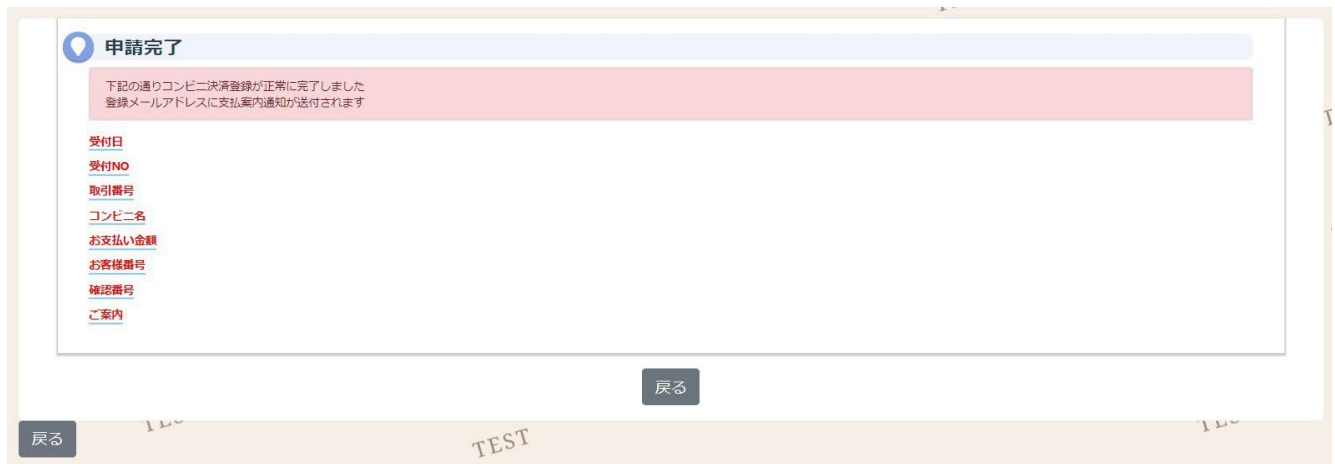 申請完了
下記の通りコンビニ決済登録が正常に完了しました
登録メールアドレスに支払案内通知が送付されます
受付日
受付NO
取引番号
コンビニ名
お支払い金額
お客様番号
確認番号
ご案内
戻る
戻る
TEST